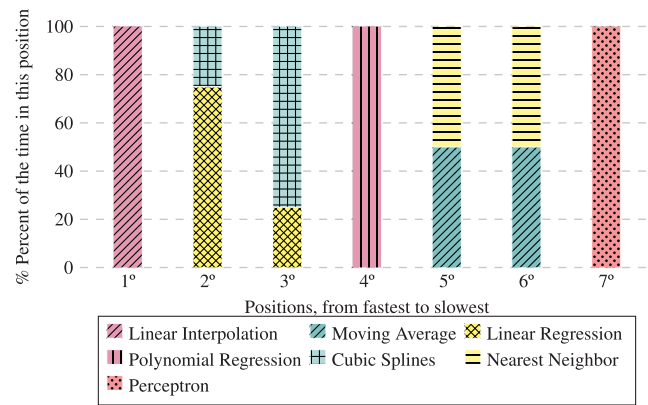 % Percent of the time in this position
100
80
60
40
20
0
1º 2º 3º 4º 5º 6º 7º
Positions, from fastest to slowest
Linear Interpolation Moving Average Linear Regression
Polynomial Regression Cubic Splines Nearest Neighbor
Perceptron